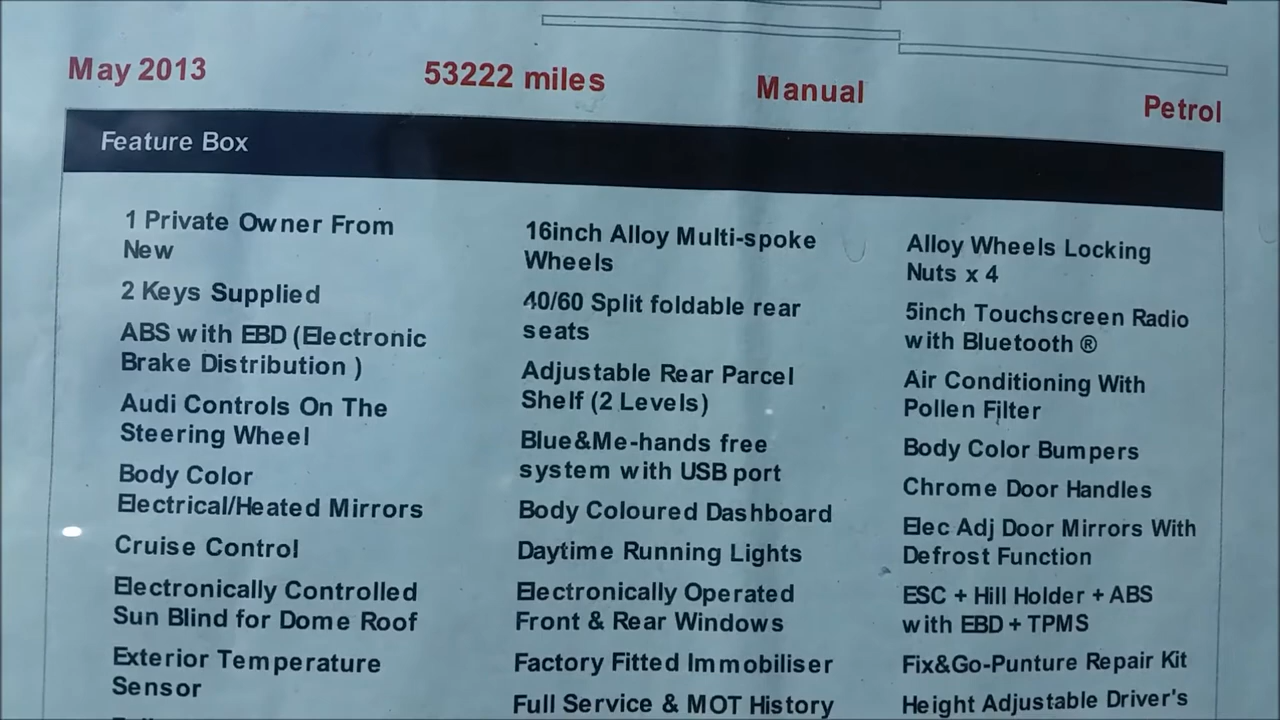 May 2013
53222 miles
Manual
Petrol
Feature Box
1 Private Owner From
New
2 Keys Supplied
ABS with EBD (Electronic
Brake Distribution )
Audi Controls On The
Steering Wheel
Body Color
Electrical/Heated Mirrors
Cruise Control
Electronically Controlled
Sun Blind for Dome Roof
Exterior Temperature
Sensor
16inch Alloy Multi-spoke
Wheels
40/60 Split foldable rear
seats
Adjustable Rear Parcel
Shelf (2 Levels)
Blue&Me-hands free
system with USB port
Body Coloured Dashboard
Daytime Running Lights
Electronically Operated
Front & Rear Windows
Factory Fitted Immobiliser
Full Service & MOT History
Alloy Wheels Locking
Nuts x 4
5inch Touchscreen Radio
with Bluetooth ®
Air Conditioning With
Pollen Filter
Body Color Bumpers
Chrome Door Handles
Elec Adj Door Mirrors With
Defrost Function
ESC + Hill Holder + ABS
with EBD + TPMS
Fix&Go-Punture Repair Kit
Height Adjustable Driver's